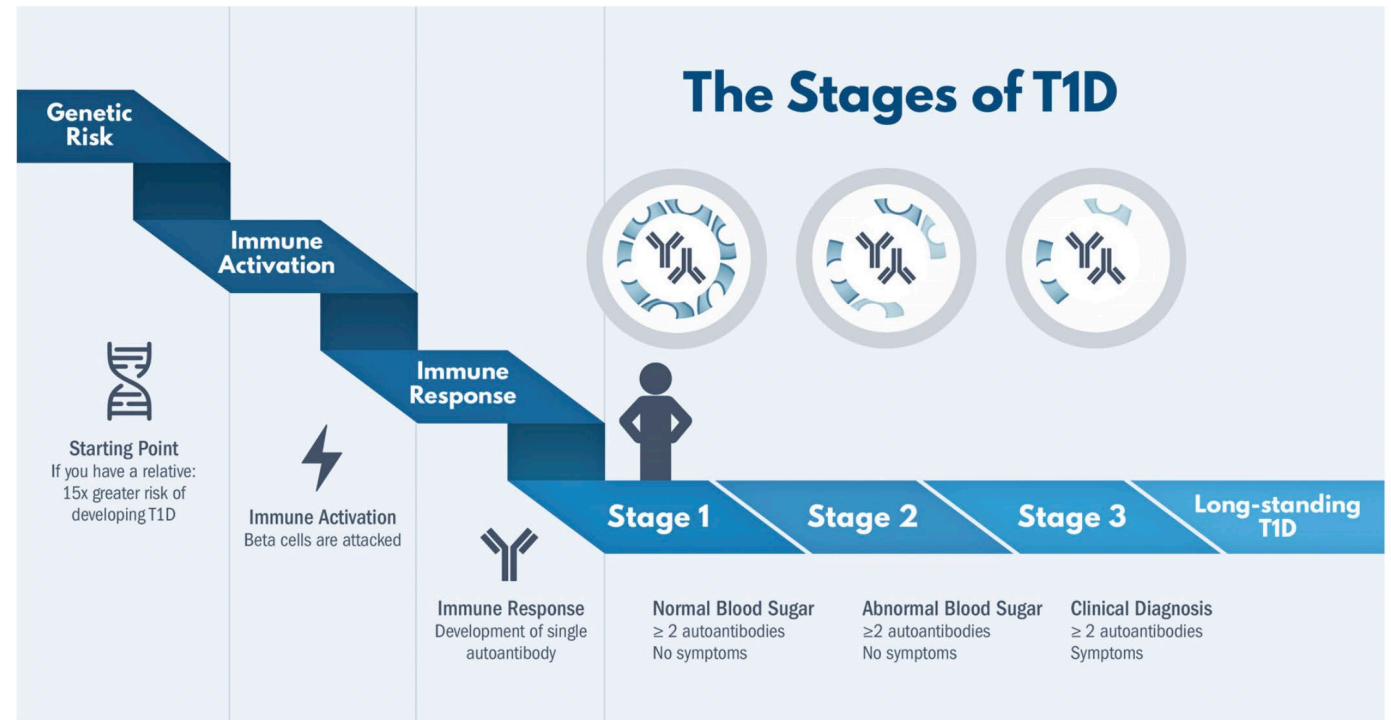 The Stages of T1D
Genetic
Risk
Immune
Activation
Immune
Response
Starting Point
If you have a relative:
15x greater risk of
developing T1D
Immune Activation
Beta cells are attacked
Immune Response
Development of single
autoantibody
Stage 1
Stage 2
Stage 3
Long-standing
T1D
Normal Blood Sugar
≥ 2 autoantibodies
No symptoms
Abnormal Blood Sugar
≥2 autoantibodies
No symptoms
Clinical Diagnosis
≥ 2 autoantibodies
Symptoms